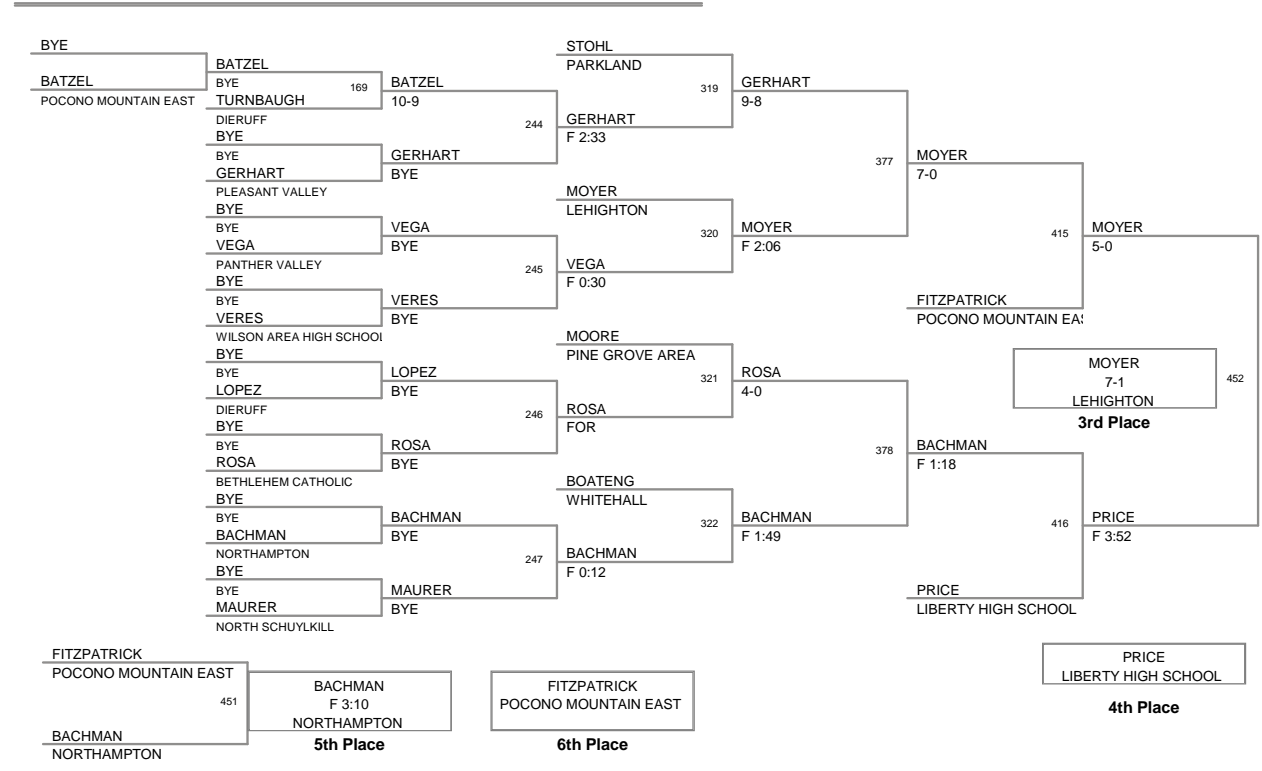 BYE
BATZEL
POCONO MOUNTAIN EAST
BATZEL
BYE
169
TURNBAUGH
DIERUFF
BYE
BYE
GERHART
PLEASANT VALLEY
BYE
BYE
VEGA
PANTHER VALLEY
BYE
BYE
VERES
WILSON AREA HIGH SCHOOL
BYE
BYE
LOPEZ
DIERUFF
BYE
BYE
ROSA
BETHLEHEM CATHOLIC
BYE
BYE
BACHMAN
NORTHAMPTON
BYE
BYE
MAURER
NORTH SCHUYLKILL
BATZEL
10-9
244
GERHART
BYE
VEGA
BYE
245
VERES
BYE
LOPEZ
BYE
246
ROSA
BYE
BACHMAN
BYE
247
MAURER
BYE
STOHL
PARKLAND
319
GERHART
F 2:33
MOYER
LEHIGHTON
320
VEGA
F 0:30
MOORE
PINE GROVE AREA
321
ROSA
FOR
BOATENG
WHITEHALL
322
BACHMAN
F 0:12
GERHART
9-8
377
MOYER
F 2:06
ROSA
4-0
378
BACHMAN
F 1:49
MOYER
7-0
415
FITZPATRICK
POCONO MOUNTAIN EAS
BACHMAN
F 1:18
416
PRICE
LIBERTY HIGH SCHOOL
MOYER
5-0
PRICE
F 3:52
452
MOYER
7-1
LEHIGHTON
3rd Place
PRICE
LIBERTY HIGH SCHOOL
4th Place
FITZPATRICK
POCONO MOUNTAIN EAST
451
BACHMAN
NORTHAMPTON
BACHMAN
F 3:10
NORTHAMPTON
5th Place
FITZPATRICK
POCONO MOUNTAIN EAST
6th Place